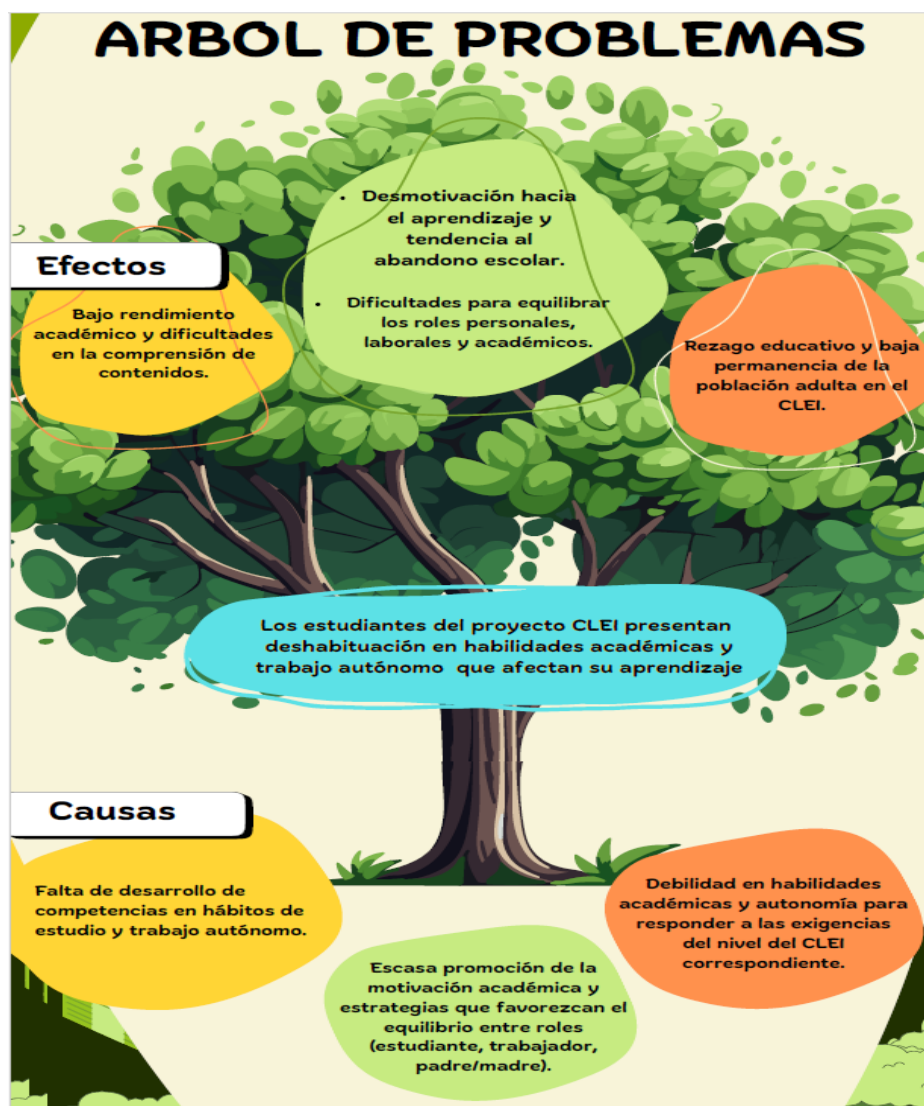 ARBOL DE PROBLEMAS
• Desmotivación hacia
el aprendizaje y
tendencia al
abandono escolar.
• Dificultades para equilibrar
los roles personales,
laborales y académicos.
Efectos
Bajo rendimiento
académico y dificultades
en la comprensión de
contenidos.
Rezago educativo y baja
permanencia de la
población adulta en el
CLEI.
Los estudiantes del proyecto CLEI presentan
deshabituación en habilidades académicas y
trabajo autónomo que afectan su aprendizaje
Causas
Falta de desarrollo de
competencias en hábitos de
estudio y trabajo autónomo.
Escasa promoción de la
motivación académica y
estrategias que favorezcan el
equilibrio entre roles
(estudiante, trabajador,
padre/madre).
Debilidad en habilidades
académicas y autonomía para
responder a las exigencias
del nivel del CLEI
correspondiente.